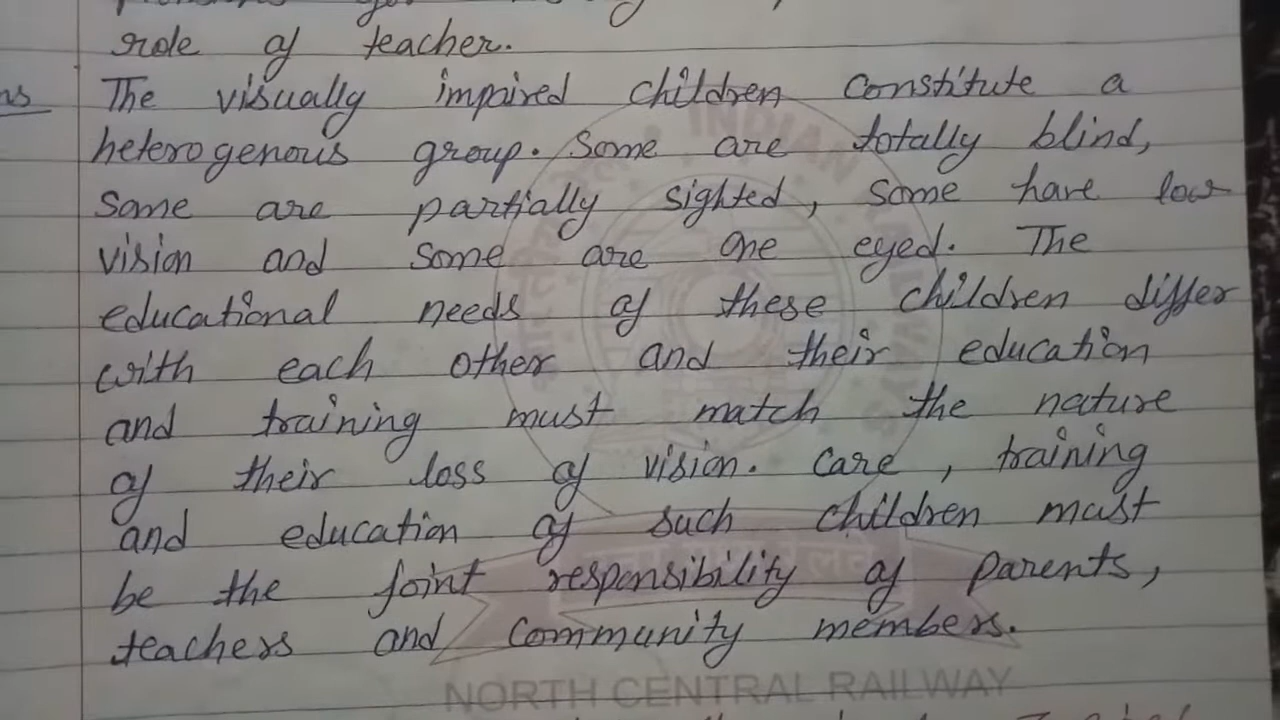 role of teacher.
The visually impaired children constitute a
heterogenous group. Some are totally blind,
some are partially sighted, some have low
vision and some are one eyed. The
educational needs of these children differ
with each other and their education
and training must match the nature
of their loss of vision. Care, training
and education of such children must
be the joint responsibility of parents,
teachers and community members.
INDIAN RAILWAYS
NORTH CENTRAL RAILWAY